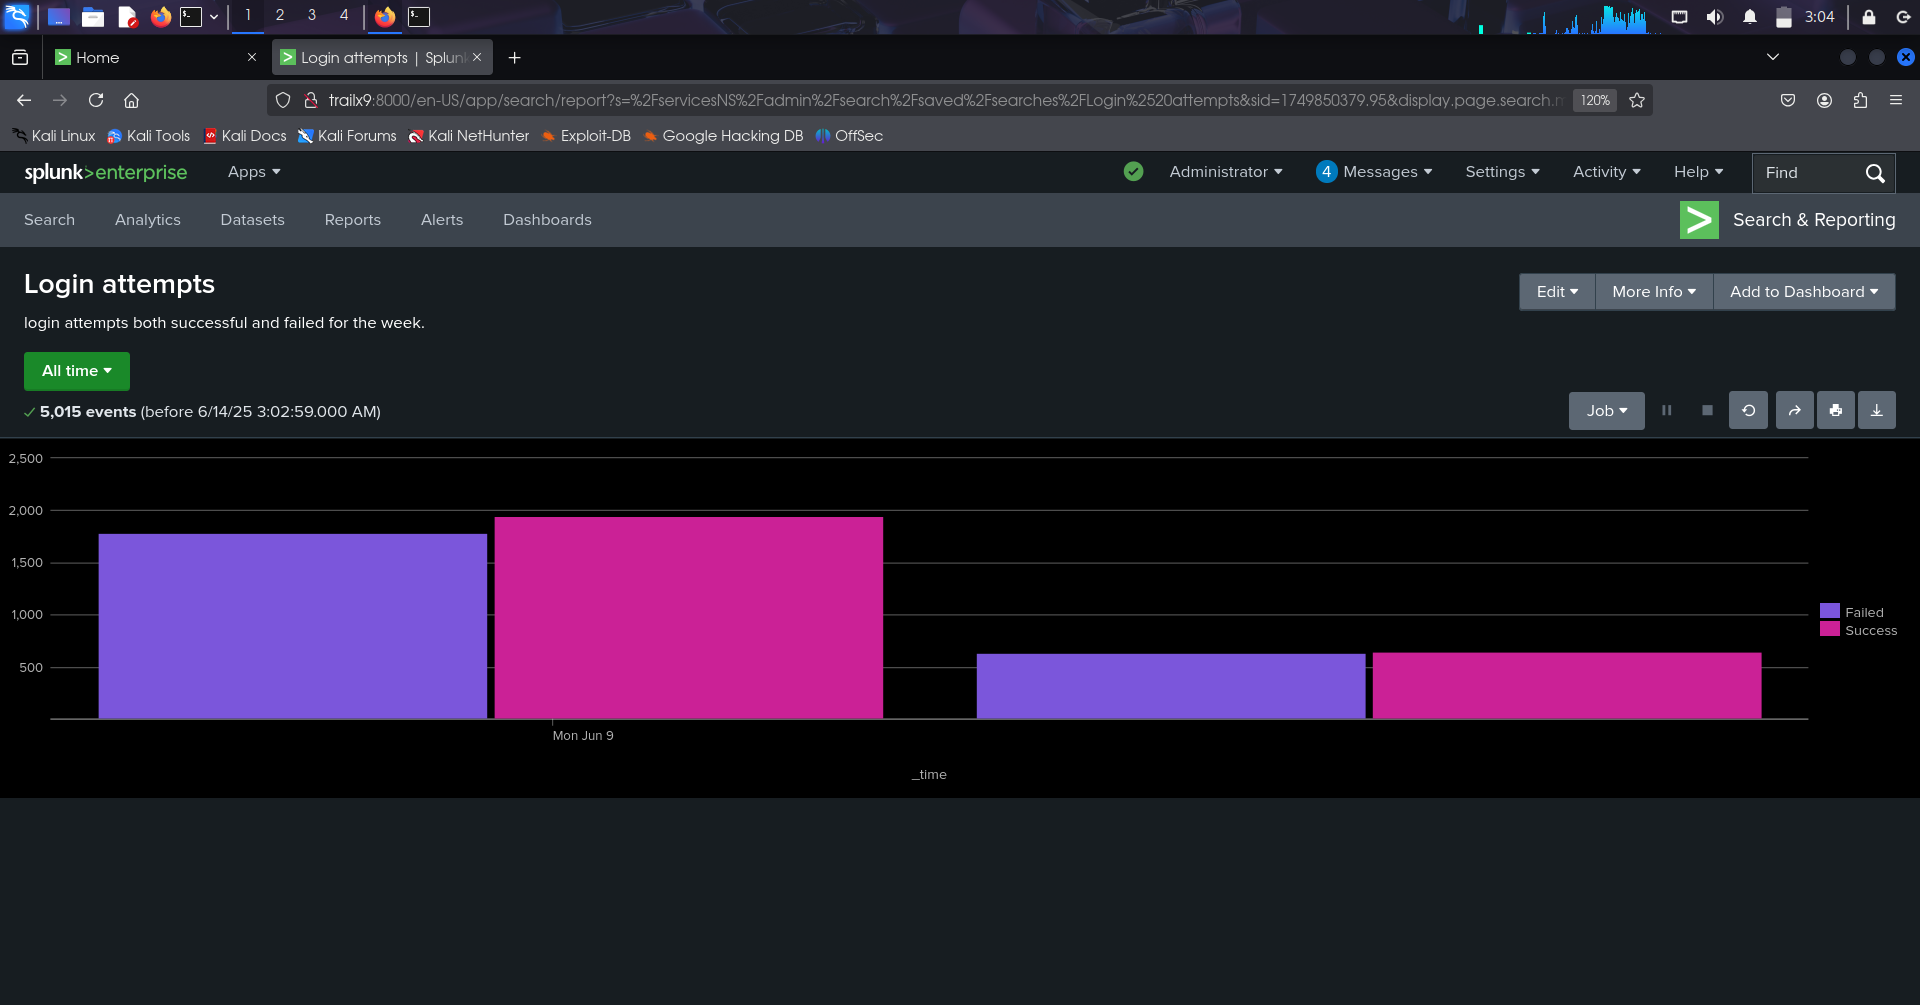 1 2 3 4 3:04
Home
Login attempts | Splunk
trailx9:8000/en-US/app/search/report?s=%2FservicesNS%2Fadmin%2Fsearch%2Fsaved%2Fsearches%2FLogin%2520attempts&sid=1749850379.95&display.page.search.m 120%
Kali Linux Kali Tools Kali Docs Kali Forums Kali NetHunter Exploit-DB Google Hacking DB OffSec
splunk>enterprise Apps Administrator 4 Messages Settings Activity Help Find
Search Analytics Datasets Reports Alerts Dashboards Search & Reporting
Login attempts
Edit More Info Add to Dashboard
login attempts both successful and failed for the week.
All time
5,015 events (before 6/14/25 3:02:59.000 AM)
Job
2,500
2,000
1,500
1,000
500
Failed
Success
Mon Jun 9
_time